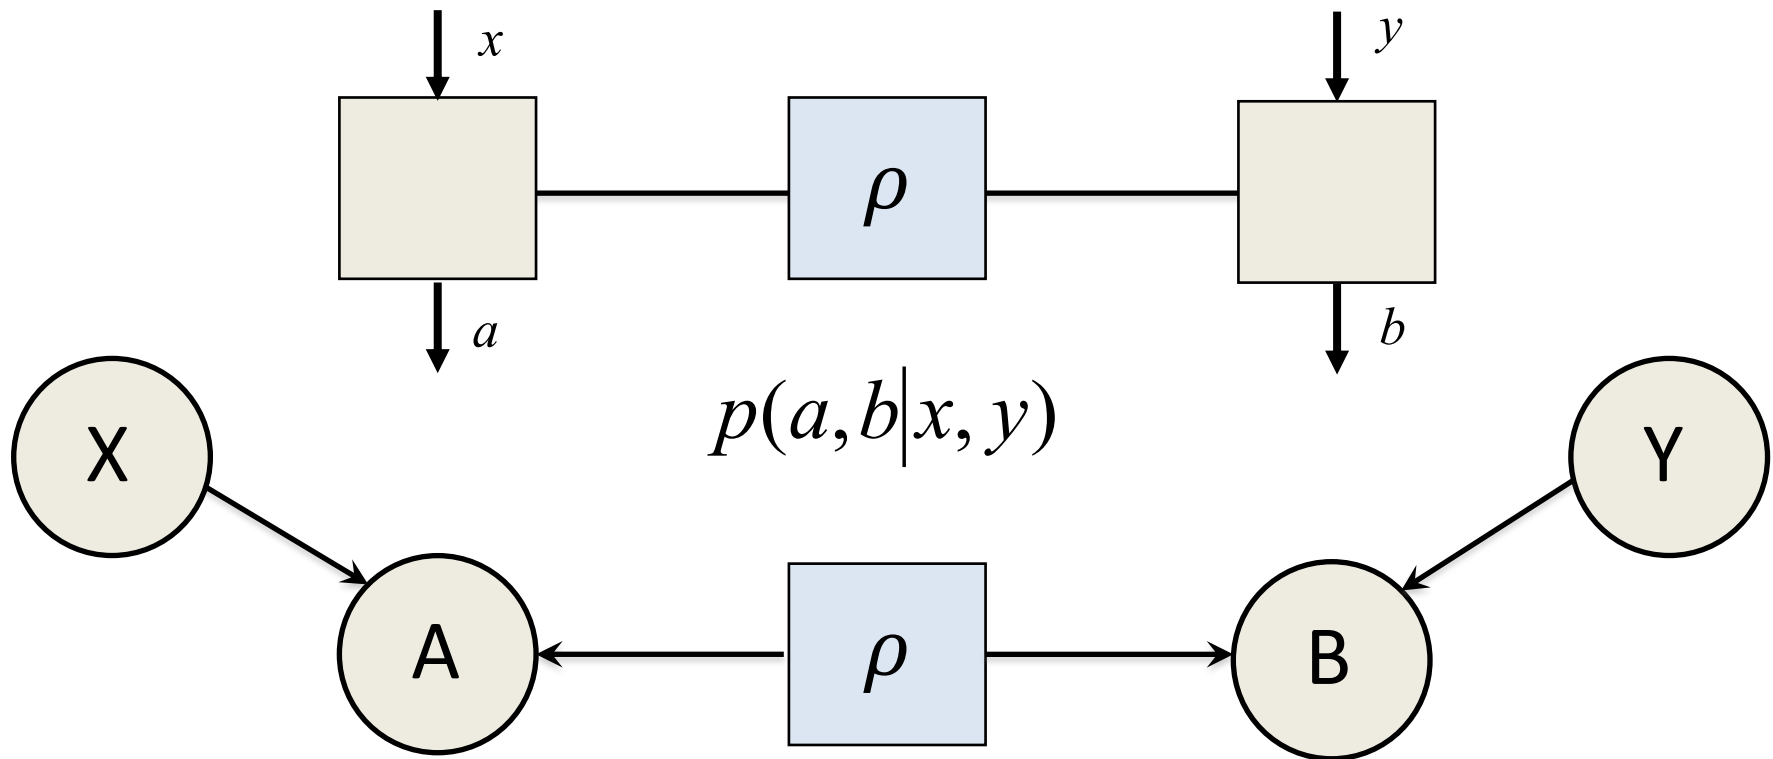 x y
ρ
a b
p(a,b|x,y)
X Y
A ρ B